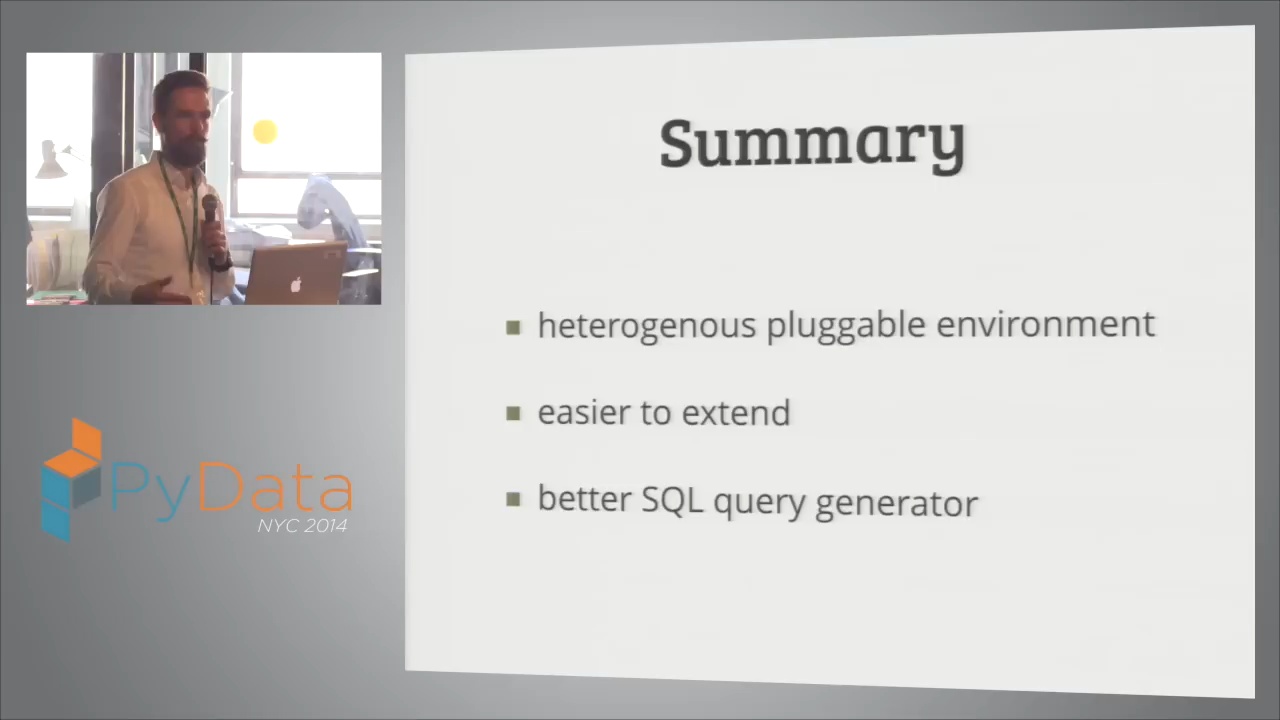 Summary
heterogenous pluggable environment
easier to extend
better SQL query generator
PyData
NYC 2014